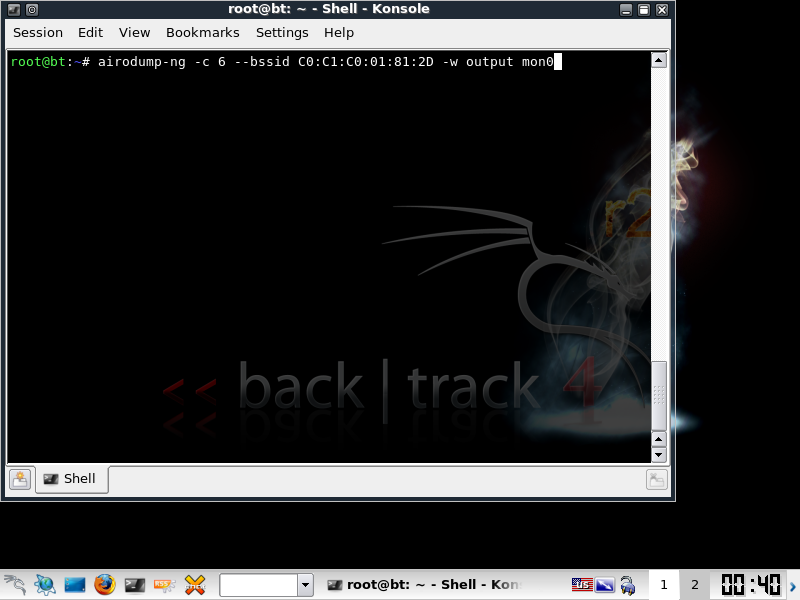 root@bt: ~ - Shell - Konsole
Session Edit View Bookmarks Settings Help
root@bt:~# airodump-ng -c 6 --bssid C0:C1:C0:01:81:2D -w output mon0
<< back | track 4
Shell
root@bt: ~ - Shell - Kon
US
1 2 00:40